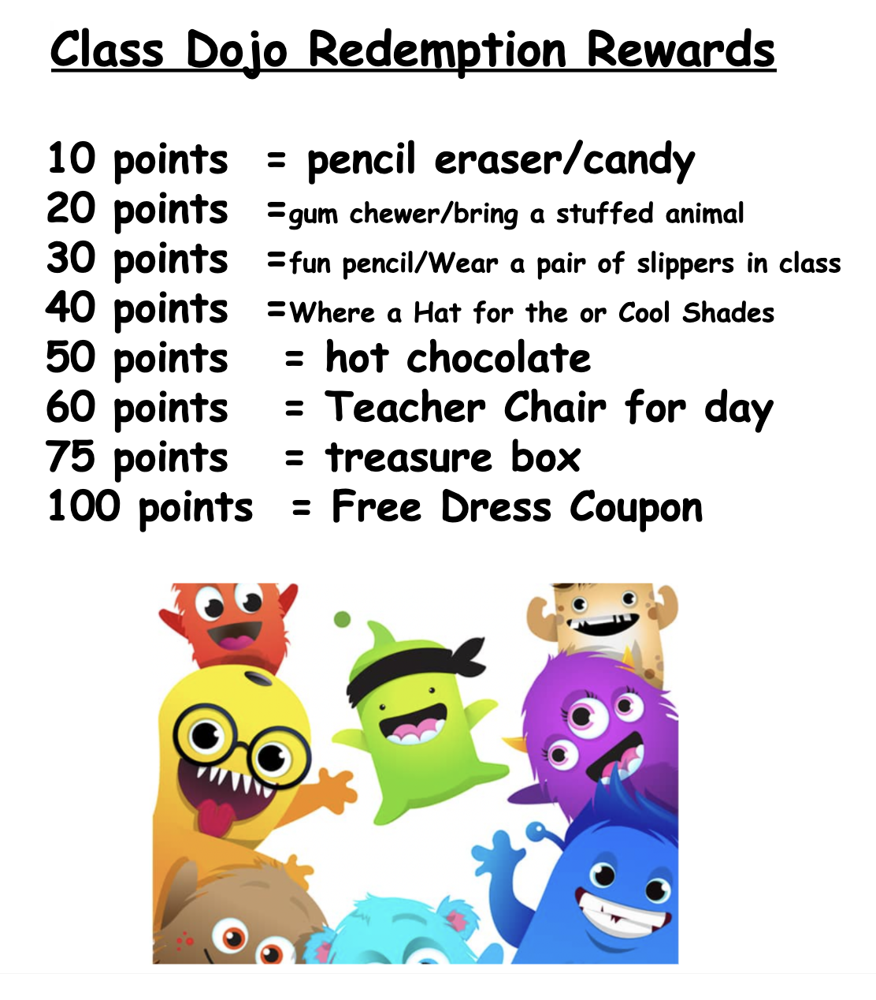 Class Dojo Redemption Rewards
10 points = pencil eraser/candy
20 points =gum chewer/bring a stuffed animal
30 points =fun pencil/Wear a pair of slippers in class
40 points =Where a Hat for the or Cool Shades
50 points = hot chocolate
60 points = Teacher Chair for day
75 points = treasure box
100 points = Free Dress Coupon